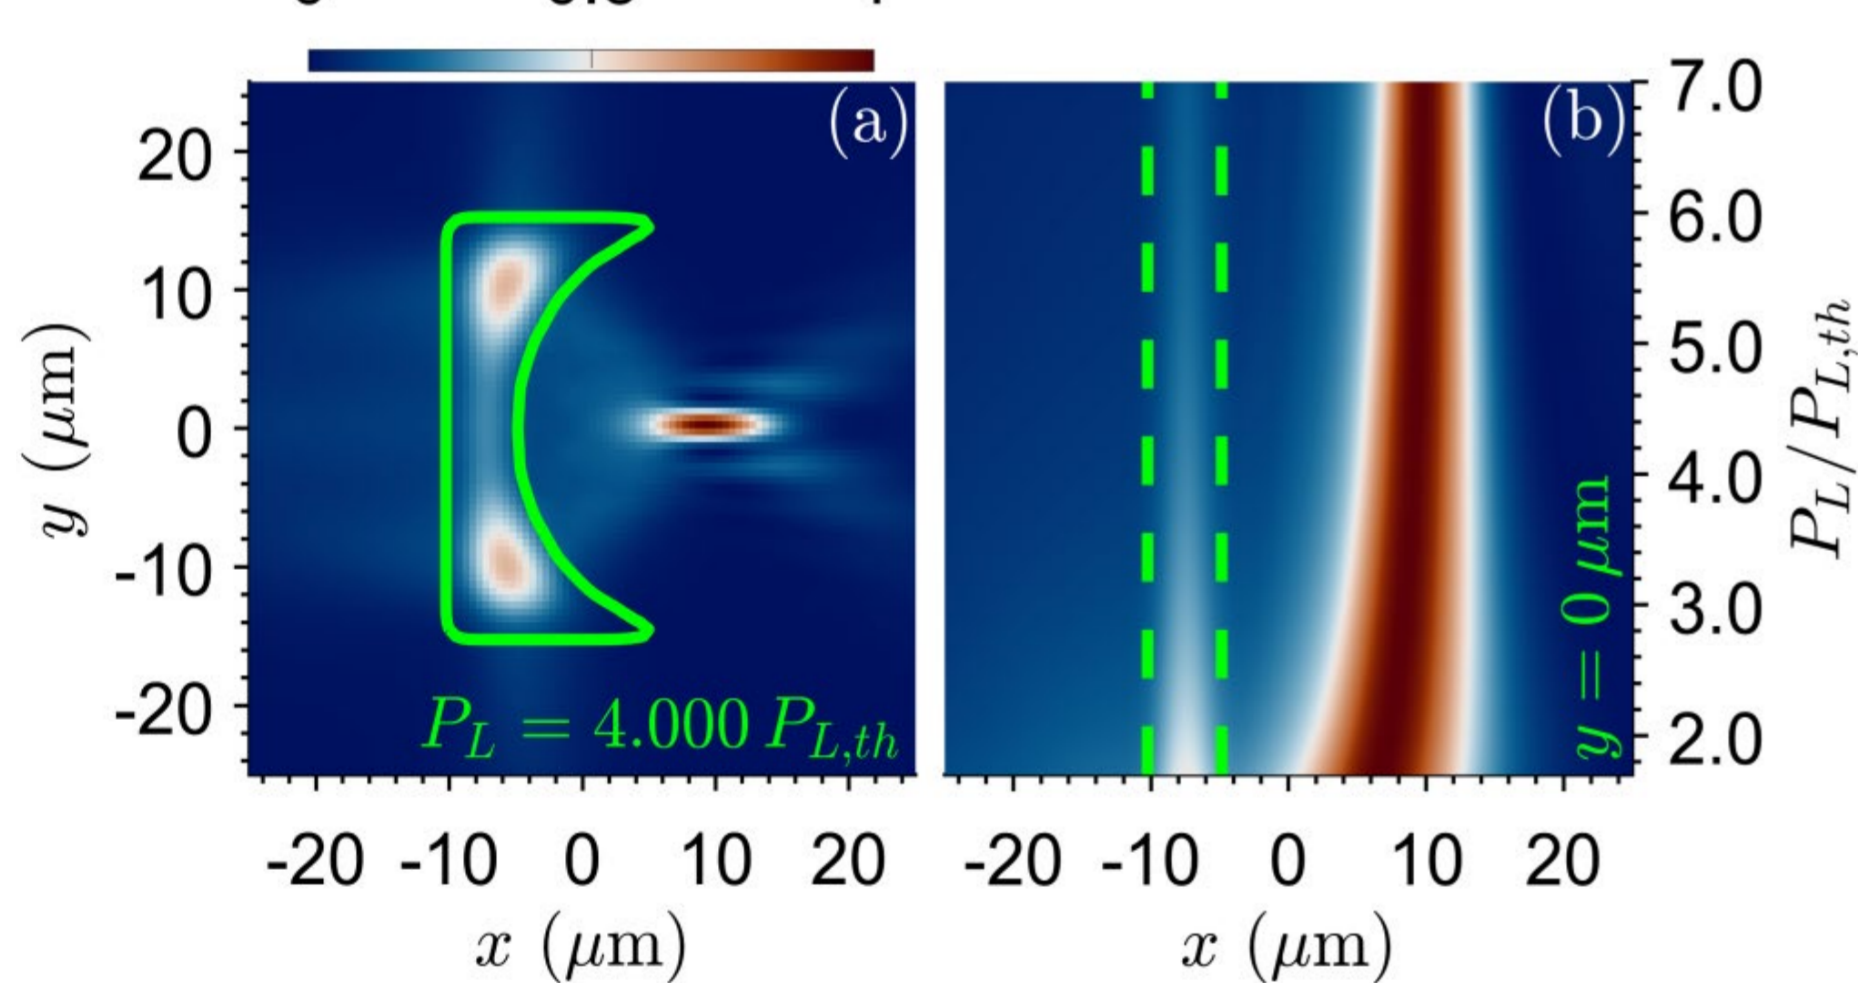 (a)
20
10
0
-10
-20
y (μm)
P_L = 4.000 P_{L,th}
-20 -10 0 10 20
x (μm)
(b)
7.0
6.0
5.0
4.0
3.0
2.0
P_L/P_{L,th}
y = 0 μm
-20 -10 0 10 20
x (μm)